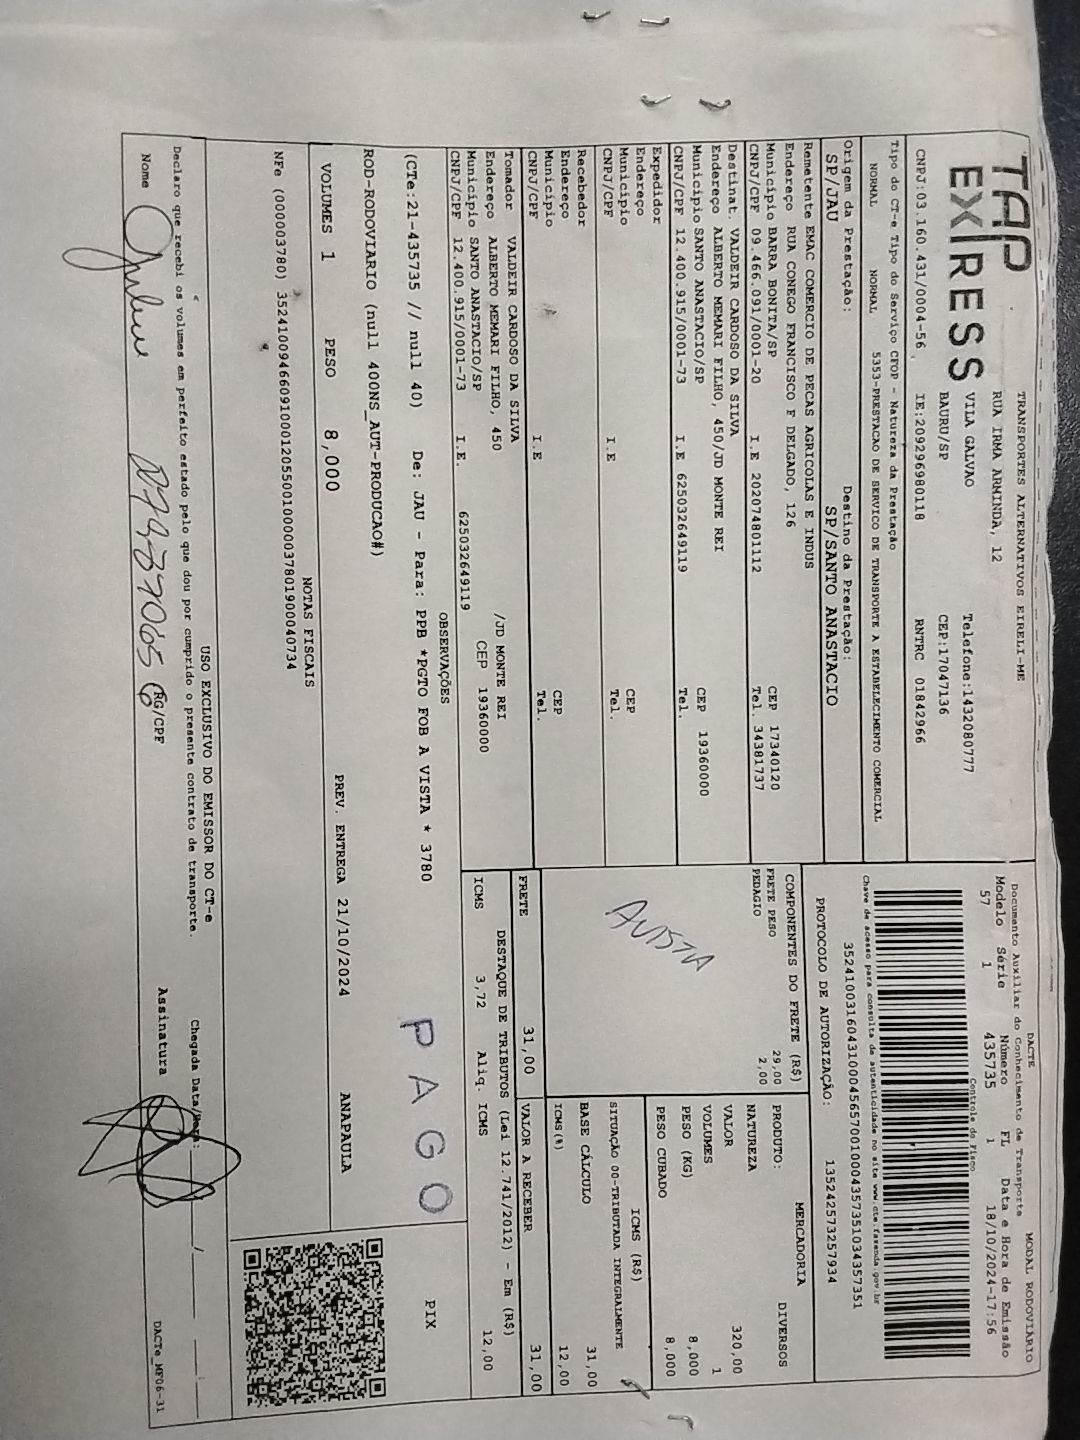 TAP
EXPRESS
TRANSPORTES ALTERNATIVOS EIRELI-ME
RUA IRMA ARMINDA, 12
VILA GALVAO Telefone:1432080777
BAURU/SP CEP:17047136
CNPJ:03.160.431/0004-56 IE:209296980118 RNTRC 01842966
Tipo do CT-e Tipo do Serviço CFOP - Natureza da Prestação
NORMAL NORMAL 5353-PRESTACAO DE SERVICO DE TRANSPORTE A ESTABELECIMENTO COMERCIAL
Origem da Prestação: Destino da Prestação:
SP/JAU SP/SANTO ANASTACIO
Remetente EMAC COMERCIO DE PECAS AGRICOLAS E INDUS
Endereço RUA CONEGO FRANCISCO F DELGADO, 126
Município BARRA BONITA/SP CEP 17340120
CNPJ/CPF 09.466.091/0001-20 I.E 202074801112 Tel. 34381737
Destinat. VALDEIR CARDOSO DA SILVA
Endereço ALBERTO MEMARI FILHO, 450/JD MONTE REI
Município SANTO ANASTACIO/SP CEP 19360000
CNPJ/CPF 12.400.915/0001-73 I.E 625032649119 Tel.
Expedidor
Endereço
Município CEP
CNPJ/CPF I.E Tel.
Recebedor
Endereço
Município CEP
CNPJ/CPF I.E Tel.
Tomador VALDEIR CARDOSO DA SILVA
Endereço ALBERTO MEMARI FILHO, 450 /JD MONTE REI
Município SANTO ANASTACIO/SP CEP 19360000
CNPJ/CPF 12.400.915/0001-73 I.E. 625032649119
DACTE MODAL RODOVIÁRIO
Documento Auxiliar do Conhecimento de Transporte
Modelo Série Número FL Data e Hora de Emissão
57 1 435735 1 18/10/2024-17:56
Controle do Fisco
Chave de acesso para consulta de autenticidade no site www.cte.fazenda.gov.br
35241003160431000456570010004357351034357351
PROTOCOLO DE AUTORIZAÇÃO: 135242573257934
COMPONENTES DO FRETE (R$)
FRETE PESO 29,00
PEDAGIO 2,00
AVISTA
MERCADORIA
PRODUTO: DIVERSOS
NATUREZA
VALOR 320,00
VOLUMES 1
PESO (KG) 8,000
PESO CUBADO 8,000
ICMS (R$)
SITUAÇÃO 00-TRIBUTADA INTEGRALMENTE
BASE CÁLCULO 31,00
ICMS(%) 12,00
FRETE 31,00 VALOR A RECEBER 31,00
DESTAQUE DE TRIBUTOS (Lei 12.741/2012) - Em (R$)
ICMS 3,72 Aliq. ICMS 12,00
OBSERVAÇÕES
(CTe:21-435735 // null 40) De: JAU - Para: PPB *PGTO FOB A VISTA * 3780
ROD-RODOVIARIO (null 400NS_AUT-PRODUCAO#)
PAGO
PIX
VOLUMES 1 PESO 8,000 PREV. ENTREGA 21/10/2024 ANAPAULA
NOTAS FISCAIS
NFe (000003780) 35241009466091000120550010000037801900040734
USO EXCLUSIVO DO EMISSOR DO CT-e
Declaro que recebi os volumes em perfeito estado pelo que dou por cumprido o presente contrato de transporte. Chegada Data/Hora: ____/____ ____:____
Nome RG/CPF Assinatura
DACTe_MF06-31